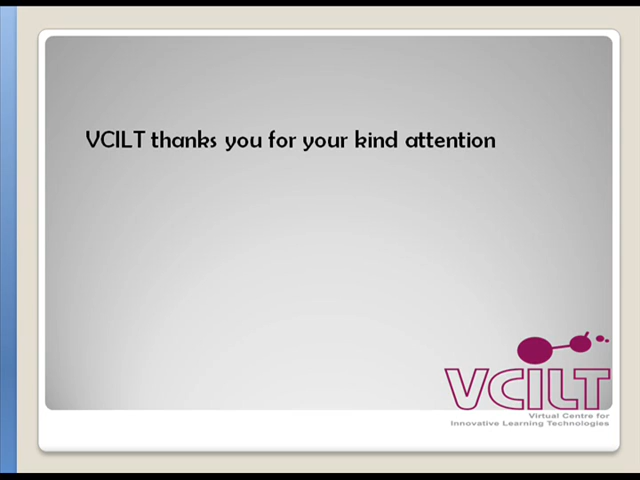 VCILT thanks you for your kind attention
VCILT
Virtual Centre for
Innovative Learning Technologies